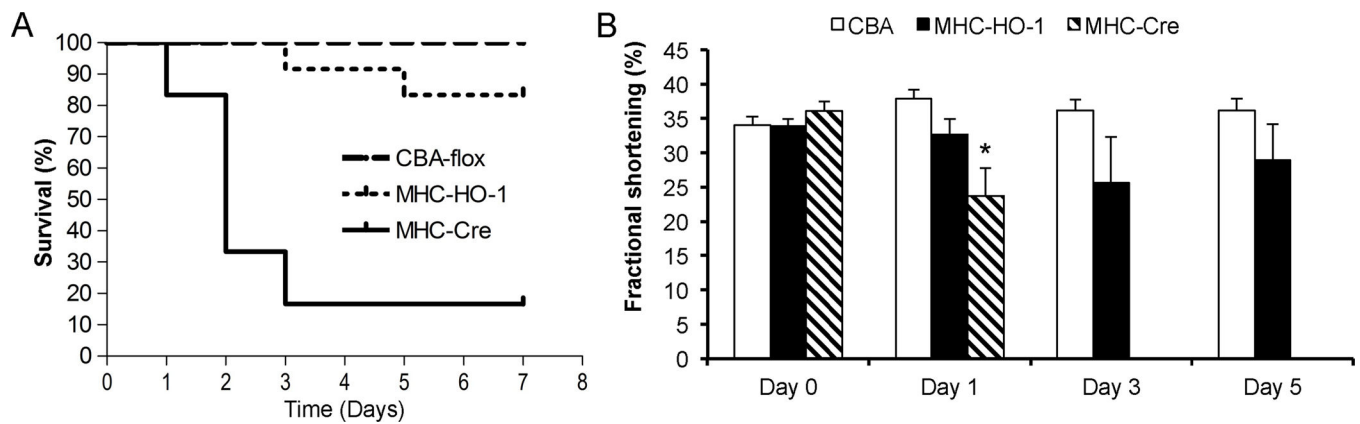 A
Survival (%)
100
90
80
70
60
50
40
30
20
10
0
CBA-flox
MHC-HO-1
MHC-Cre
0 1 2 3 4 5 6 7 8
Time (Days)
B
CBA MHC-HO-1 MHC-Cre
Fractional shortening (%)
45
40
35
30
25
20
15
10
5
0
*
Day 0 Day 1 Day 3 Day 5